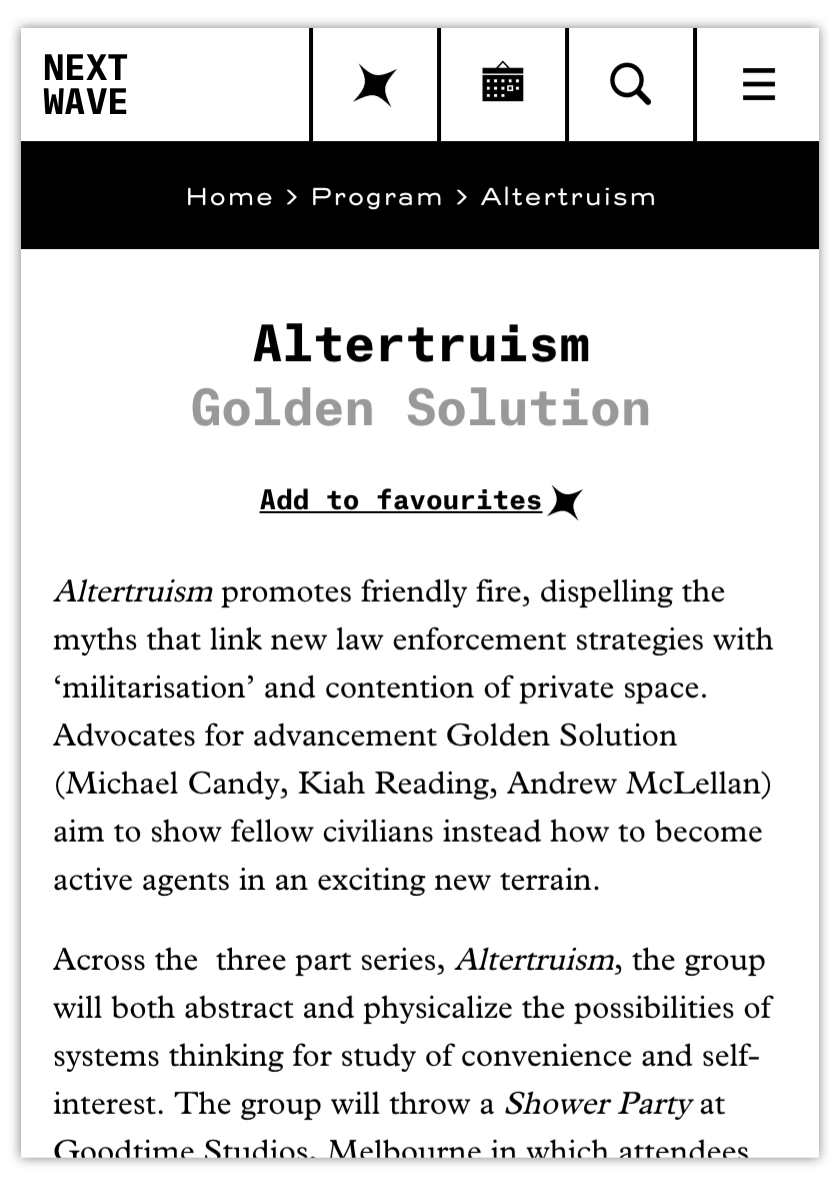 NEXT
WAVE
Home > Program > Altertruism
Altertruism
Golden Solution
Add to favourites
Altertruism promotes friendly fire, dispelling the
myths that link new law enforcement strategies with
‘militarisation’ and contention of private space.
Advocates for advancement Golden Solution
(Michael Candy, Kiah Reading, Andrew McLellan)
aim to show fellow civilians instead how to become
active agents in an exciting new terrain.
Across the  three part series, Altertruism, the group
will both abstract and physicalize the possibilities of
systems thinking for study of convenience and self-
interest. The group will throw a Shower Party at
Goodtime Studios, Melbourne in which attendees